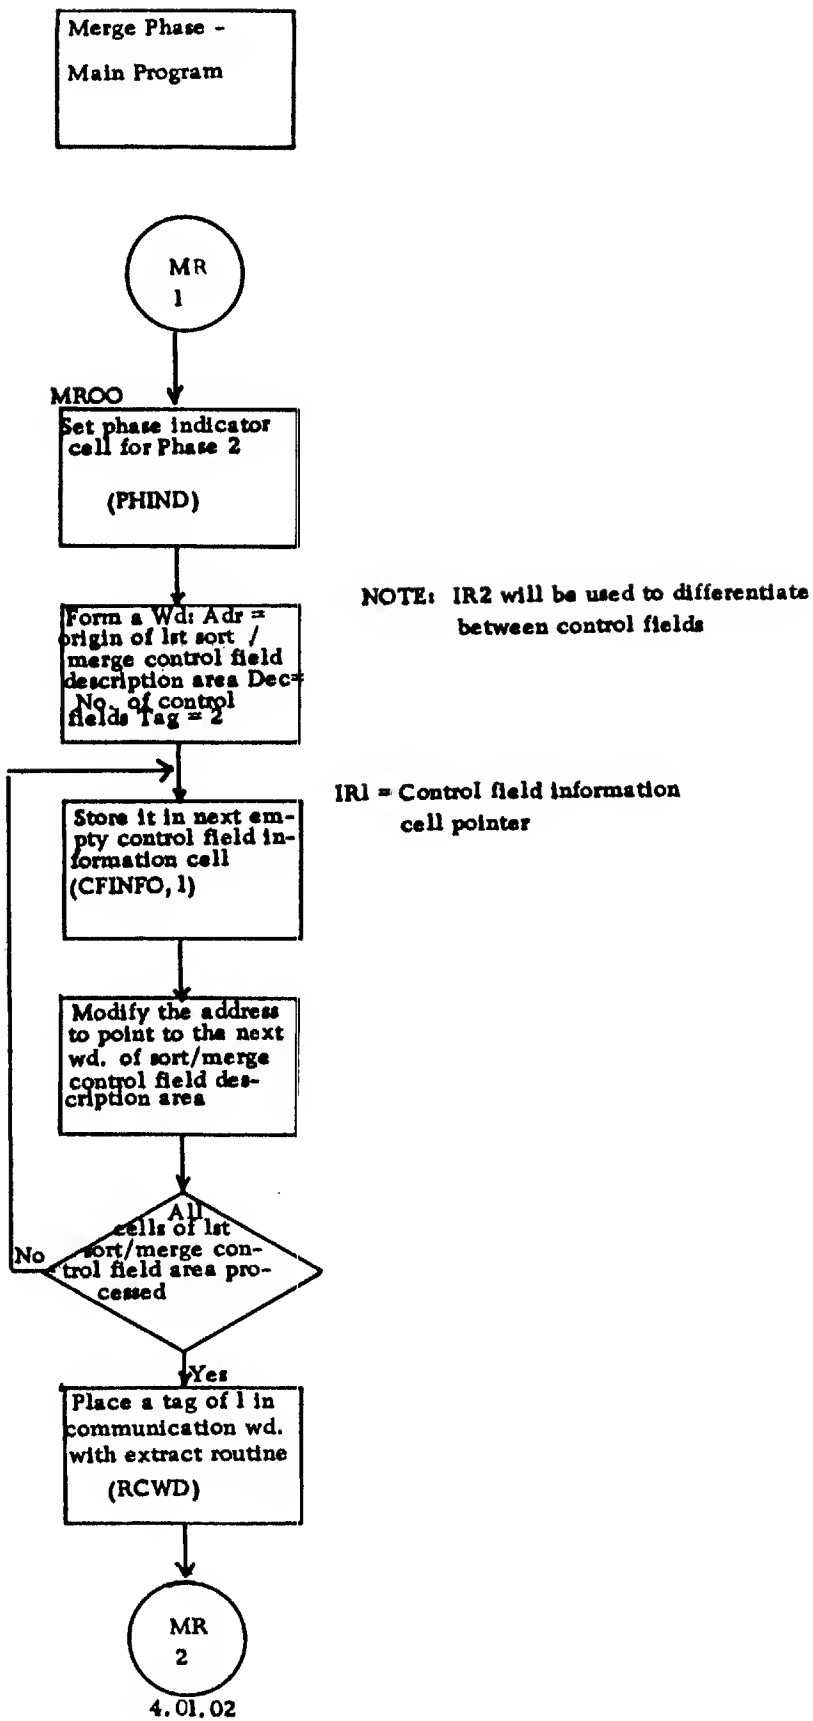 Merge Phase -
Main Program
MR
1
MROO
Set phase indicator
cell for Phase 2
(PHIND)
Form a Wd: Adr =
origin of 1st sort /
merge control field
description area Dec=
No. of control
fields Tag = 2
NOTE: IR2 will be used to differentiate
between control fields
IR1 = Control field information
cell pointer
Store it in next em-
pty control field in-
formation cell
(CFINFO, 1)
Modify the address
to point to the next
wd. of sort/merge
control field des-
cription area
All
cells of 1st
sort/merge con-
trol field area pro-
cessed
No
Yes
Place a tag of 1 in
communication wd.
with extract routine
(RCWD)
MR
2
4.01.02